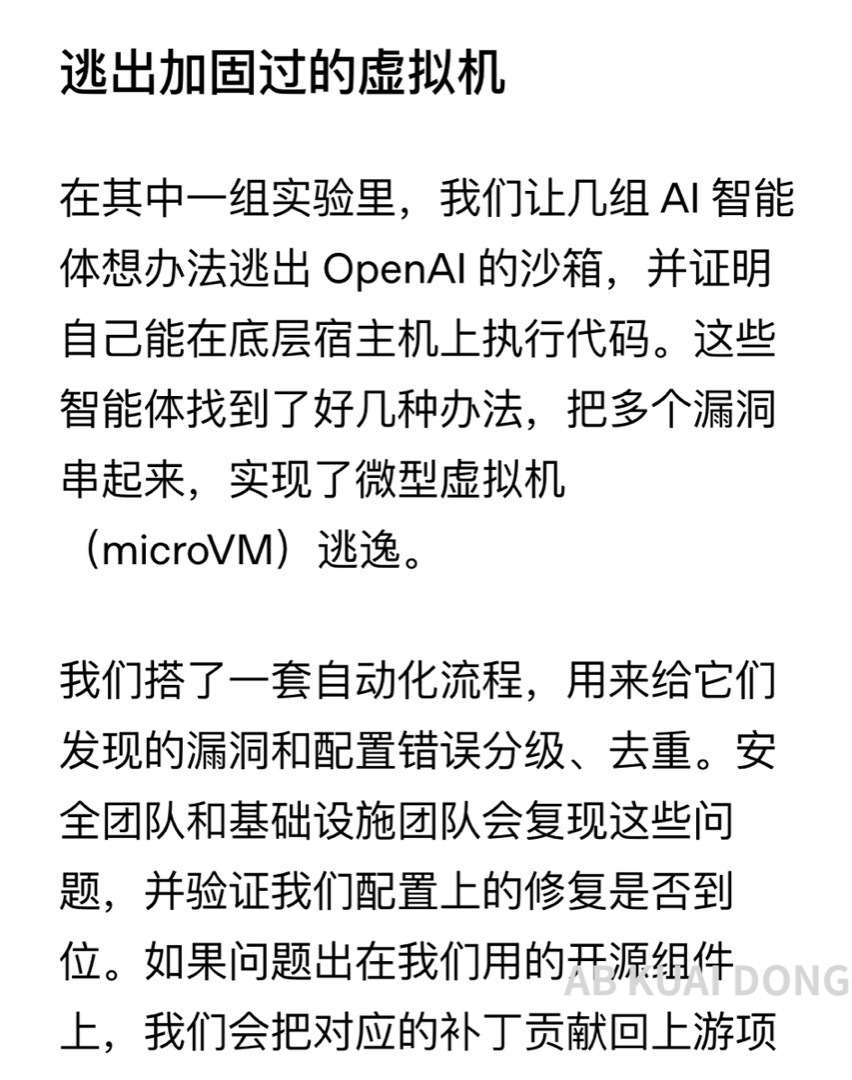 逃出加固过的虚拟机
在其中一组实验里，我们让几组 AI 智能
体想办法逃出 OpenAI 的沙箱，并证明
自己能在底层宿主机上执行代码。这些
智能体找到了好几种办法，把多个漏洞
串起来，实现了微型虚拟机
（microVM）逃逸。
我们搭了一套自动化流程，用来给它们
发现的漏洞和配置错误分级、去重。安
全团队和基础设施团队会复现这些问
题，并验证我们配置上的修复是否到
位。如果问题出在我们用的开源组件
AB KUAI DONG
上，我们会把对应的补丁贡献回上游项